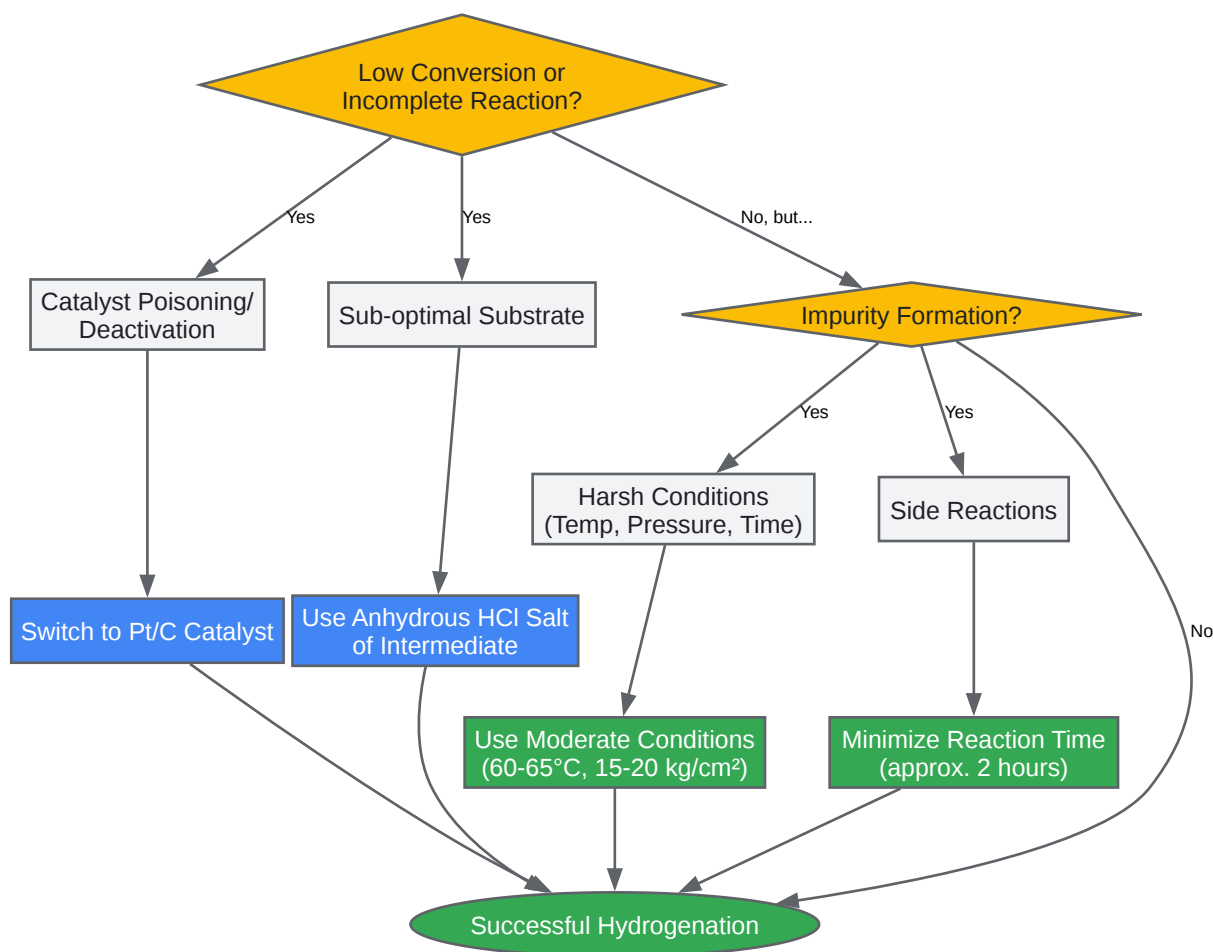 Low Conversion or
Incomplete Reaction?
Yes
Yes
No, but...
Catalyst Poisoning/
Deactivation
Sub-optimal Substrate
Impurity Formation?
Yes
Yes
Harsh Conditions
(Temp, Pressure, Time)
Side Reactions
Switch to Pt/C Catalyst
Use Anhydrous HCl Salt
of Intermediate
No
Use Moderate Conditions
(60-65°C, 15-20 kg/cm²)
Minimize Reaction Time
(approx. 2 hours)
Successful Hydrogenation